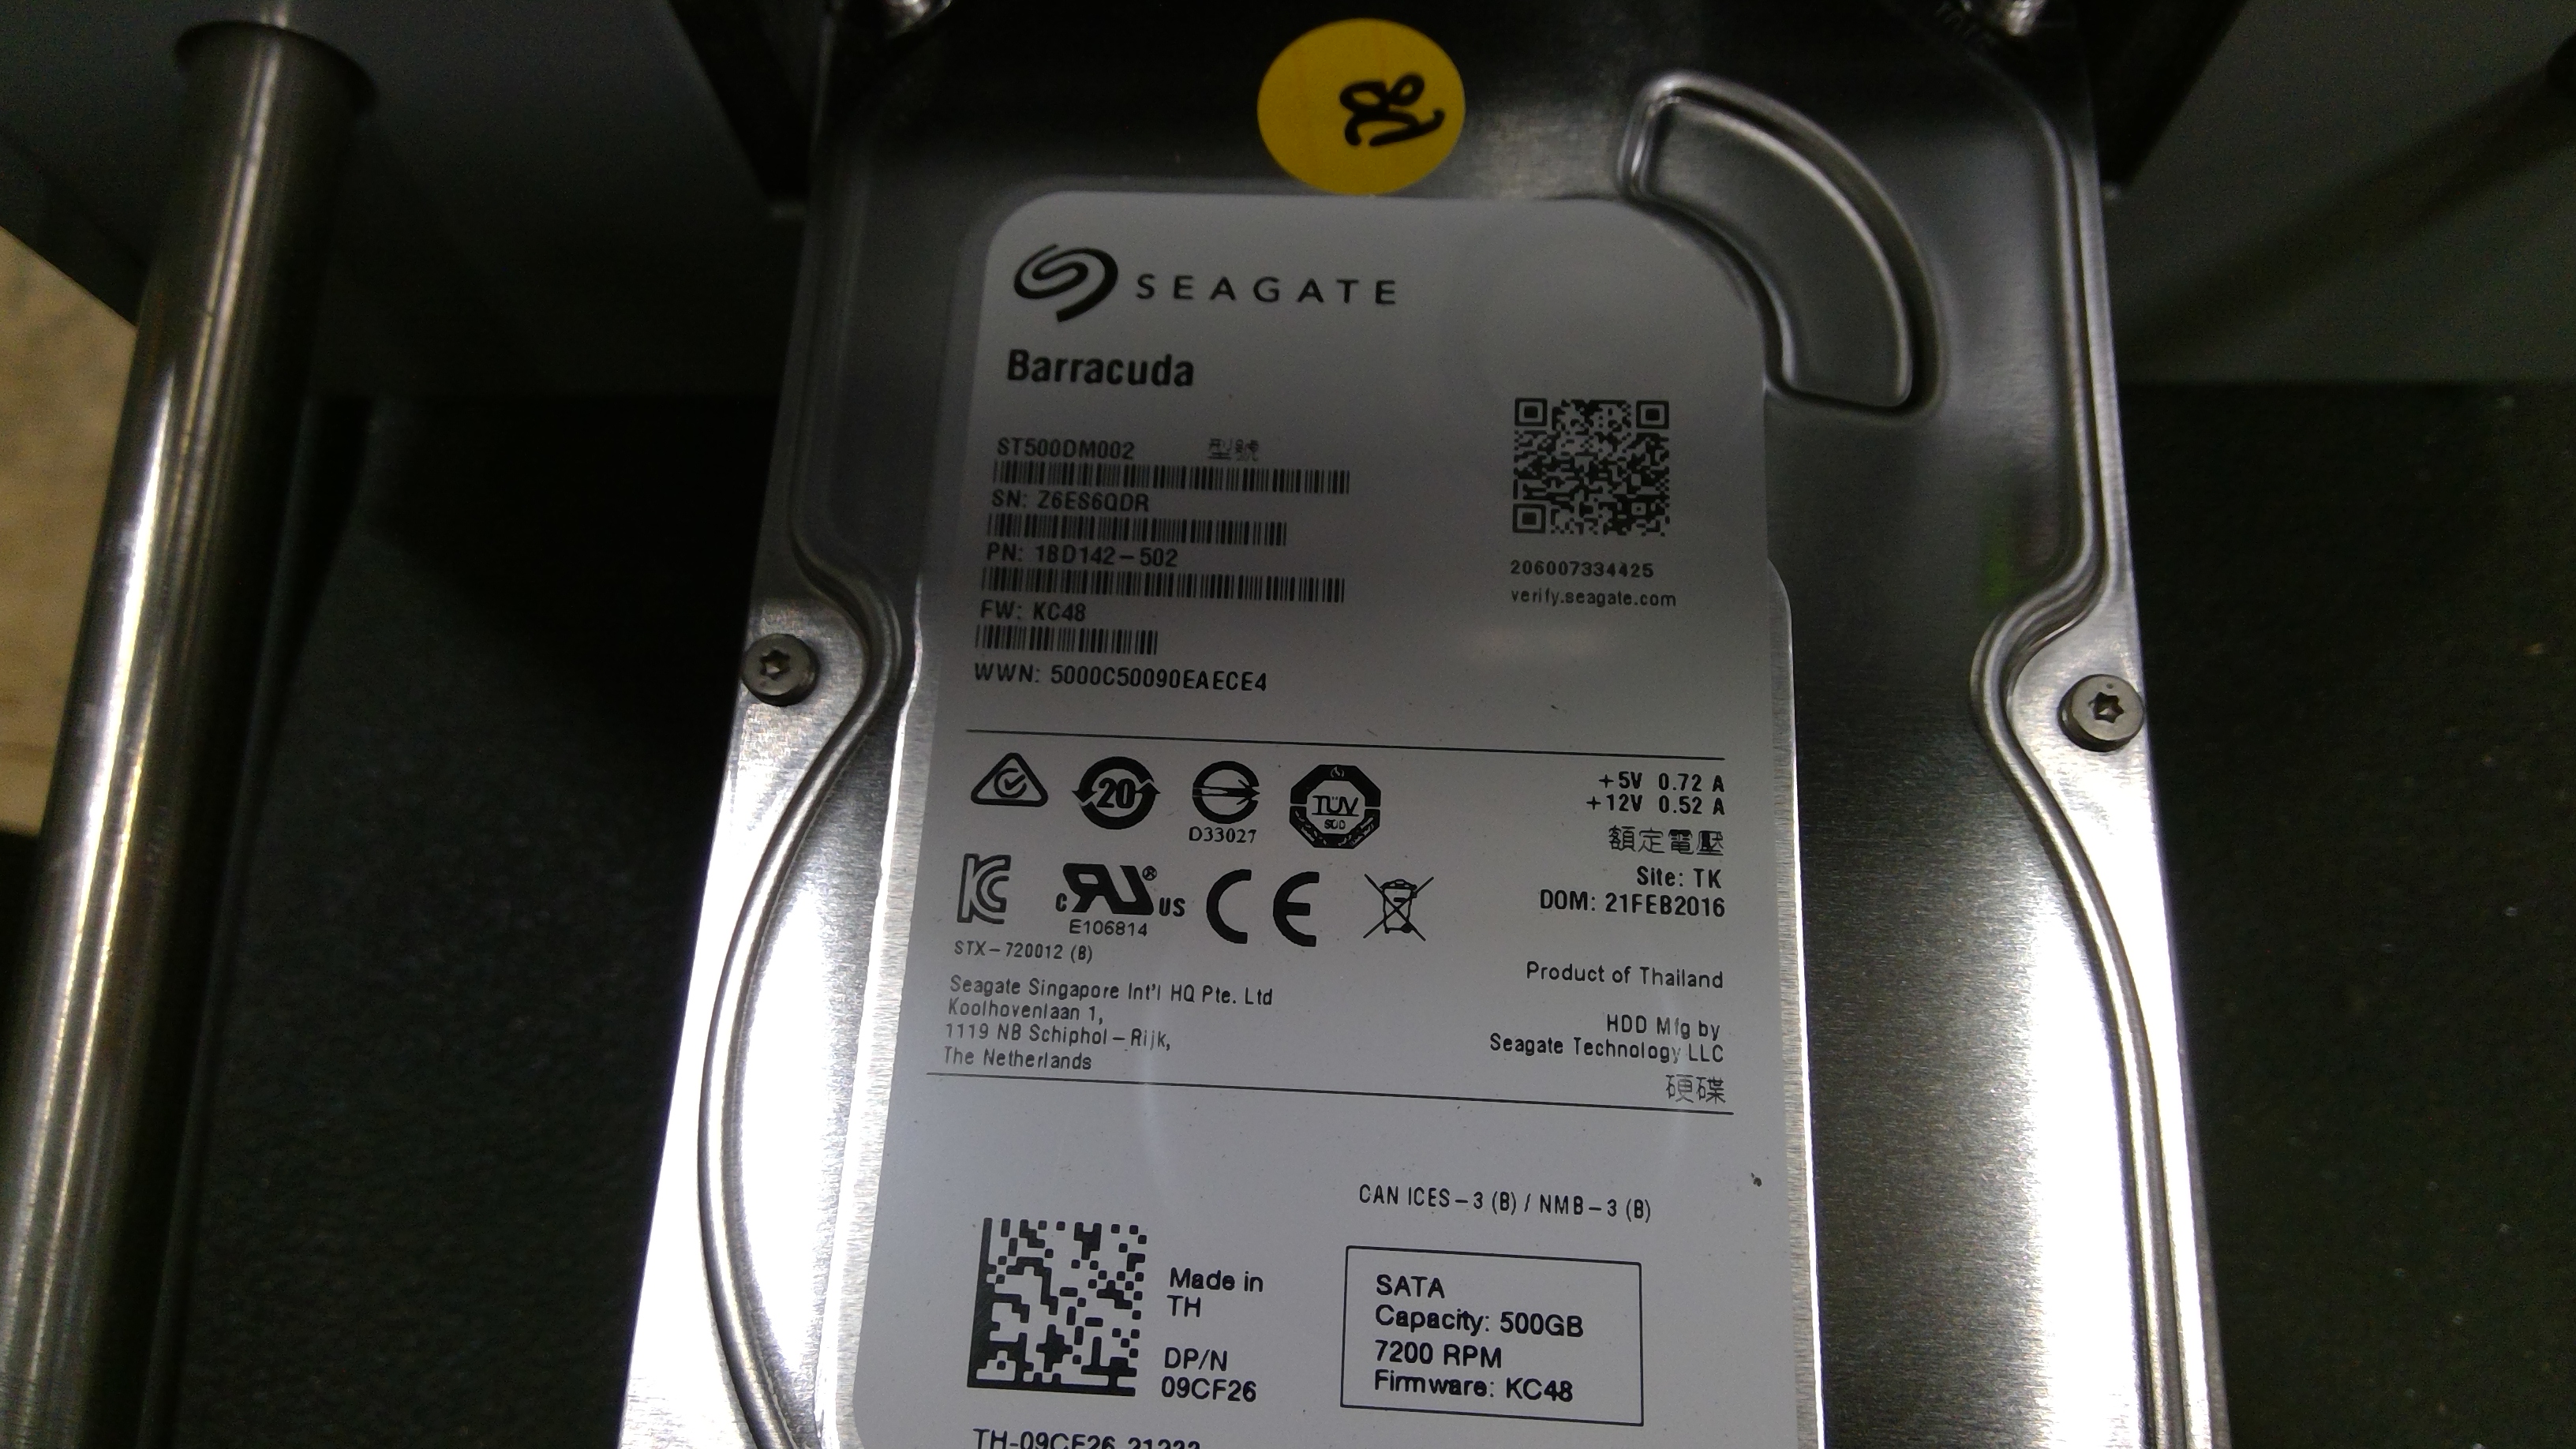 SEAGATE
Barracuda
ST500DM002 型號
SN: Z6ES6QDR
PN: 1BD142-502
FW: KC48
WWN: 5000C50090EAECE4
206007334425
verify.seagate.com
20
D33027
TÜV
SÜD
+5V 0.72 A
+12V 0.52 A
額定電壓
Site: TK
DOM: 21FEB2016
c US ®
E106814
CE
STX-720012 (B)
Seagate Singapore Int'l HQ Pte. Ltd
Koolhovenlaan 1,
1119 NB Schiphol-Rijk,
The Netherlands
Product of Thailand
HDD Mfg by
Seagate Technology LLC
硬碟
CAN ICES-3 (B) / NMB-3 (B)
Made in
TH
DP/N
09CF26
SATA
Capacity: 500GB
7200 RPM
Firmware: KC48
TH-09CF26-21232